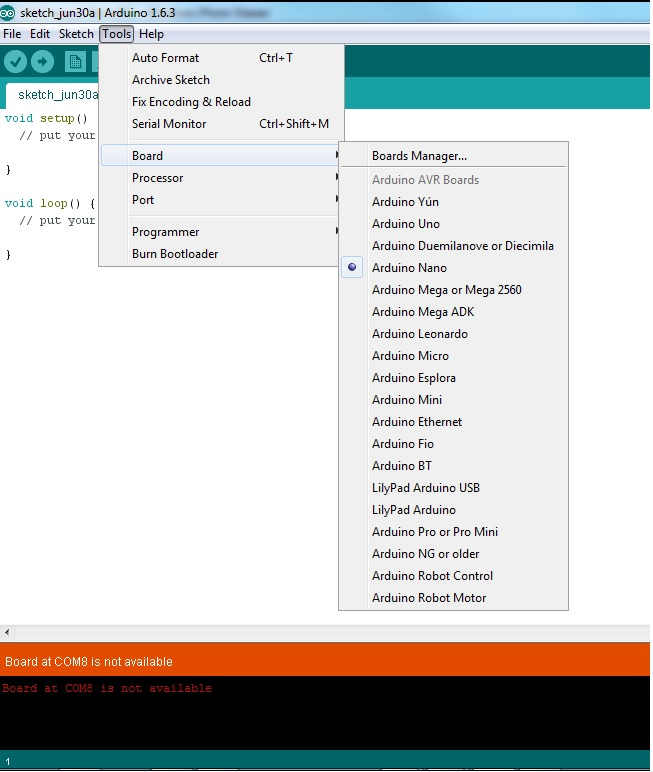 sketch_jun30a | Arduino 1.6.3
File Edit Sketch Tools Help
Auto Format Ctrl+T
Archive Sketch
Fix Encoding & Reload
Serial Monitor Ctrl+Shift+M
Board
Processor
Port
Programmer
Burn Bootloader
Boards Manager...
Arduino AVR Boards
Arduino Yún
Arduino Uno
Arduino Duemilanove or Diecimila
Arduino Nano
Arduino Mega or Mega 2560
Arduino Mega ADK
Arduino Leonardo
Arduino Micro
Arduino Esplora
Arduino Mini
Arduino Ethernet
Arduino Fio
Arduino BT
LilyPad Arduino USB
LilyPad Arduino
Arduino Pro or Pro Mini
Arduino NG or older
Arduino Robot Control
Arduino Robot Motor
sketch_jun30a
void setup()
// put your
}
void loop() {
// put your
}
Board at COM8 is not available
Board at COM8 is not available
1